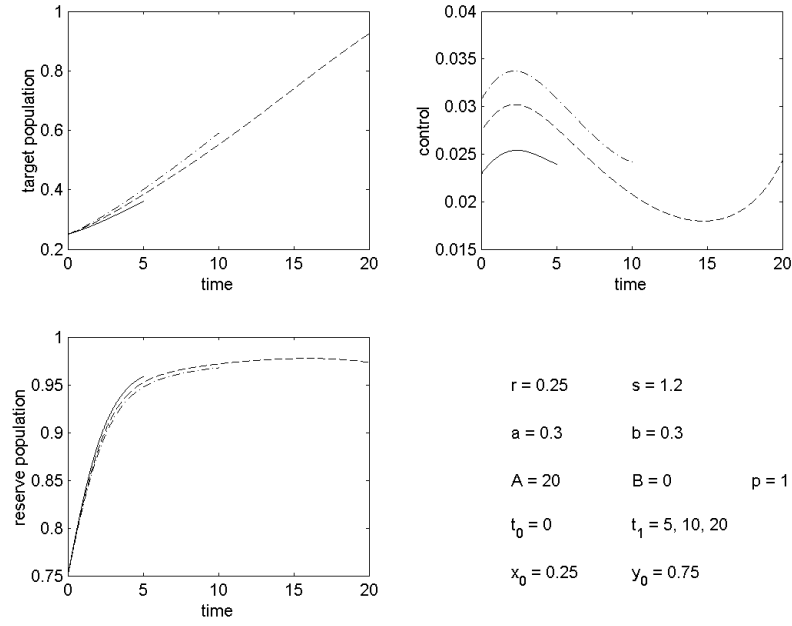 1
0.8
0.6
0.4
0.2
target population
0 5 10 15 20
time
0.04
0.035
0.03
0.025
0.02
0.015
control
0 5 10 15 20
time
1
0.95
0.9
0.85
0.8
0.75
reserve population
0 5 10 15 20
time
r = 0.25 s = 1.2
a = 0.3 b = 0.3
A = 20 B = 0 p = 1
t₀ = 0 t₁ = 5, 10, 20
x₀ = 0.25 y₀ = 0.75